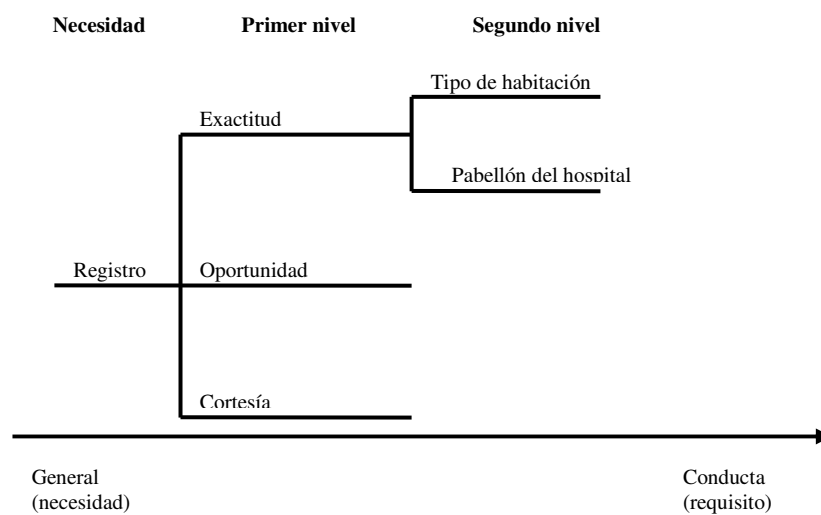 Necesidad Primer nivel Segundo nivel
Tipo de habitación
Exactitud
Pabellón del hospital
Registro Oportunidad
Cortesía
General Conducta
(necesidad) (requisito)